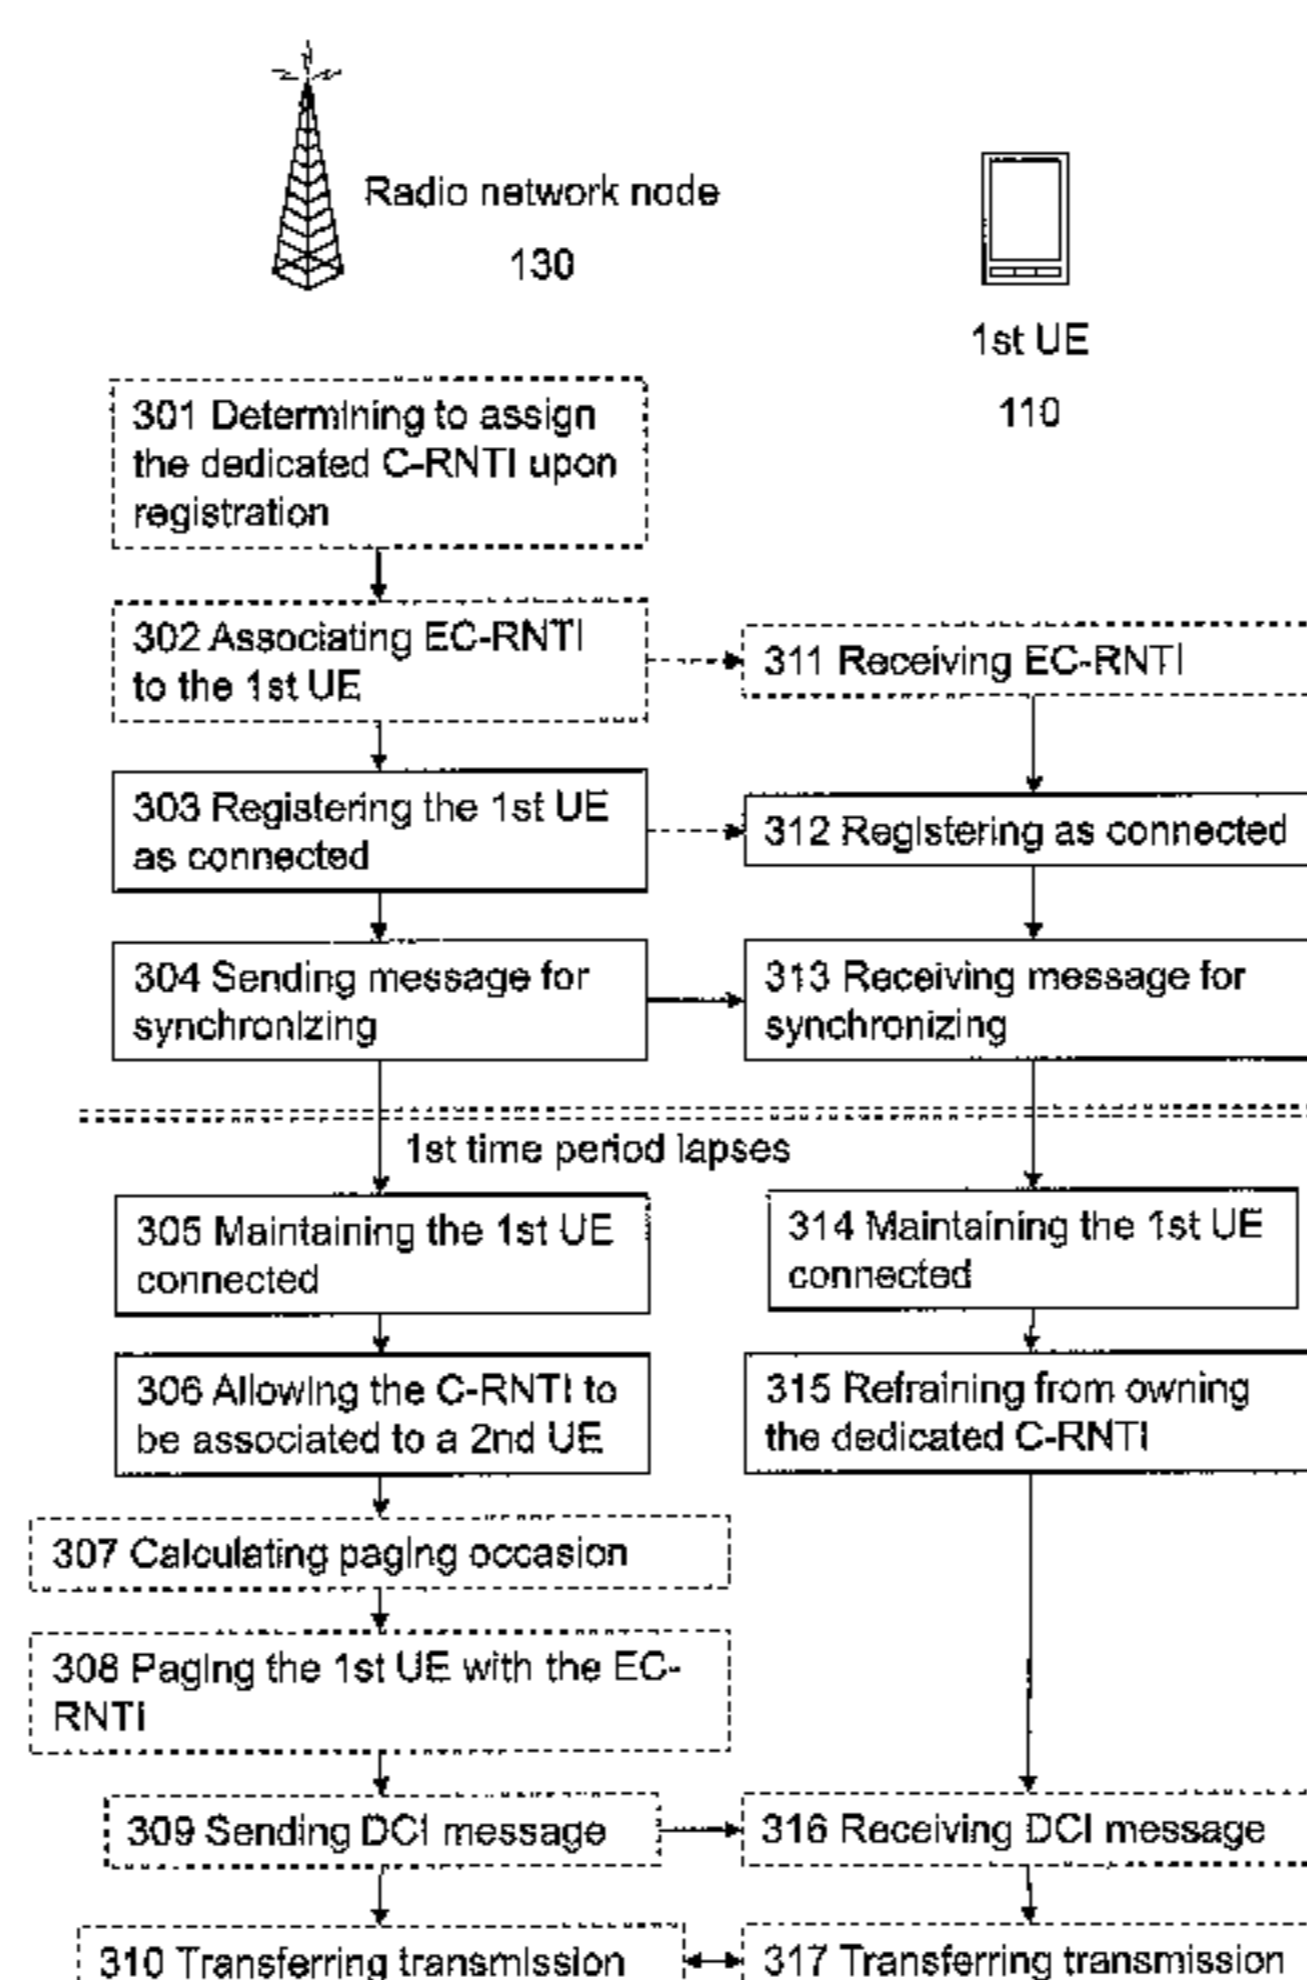 Radio network node
130
1st UE
110
301 Determining to assign
the dedicated C-RNTI upon
registration
302 Associating EC-RNTI
to the 1st UE
311 Receiving EC-RNTI
303 Registering the 1st UE
as connected
312 Registering as connected
304 Sending message for
synchronizing
313 Receiving message for
synchronizing
1st time period lapses
305 Maintaining the 1st UE
connected
314 Maintaining the 1st UE
connected
306 Allowing the C-RNTI to
be associated to a 2nd UE
315 Refraining from owning
the dedicated C-RNTI
307 Calculating paging occasion
308 Paging the 1st UE with the EC-
RNTI
309 Sending DCI message
316 Receiving DCI message
310 Transferring transmission
317 Transferring transmission